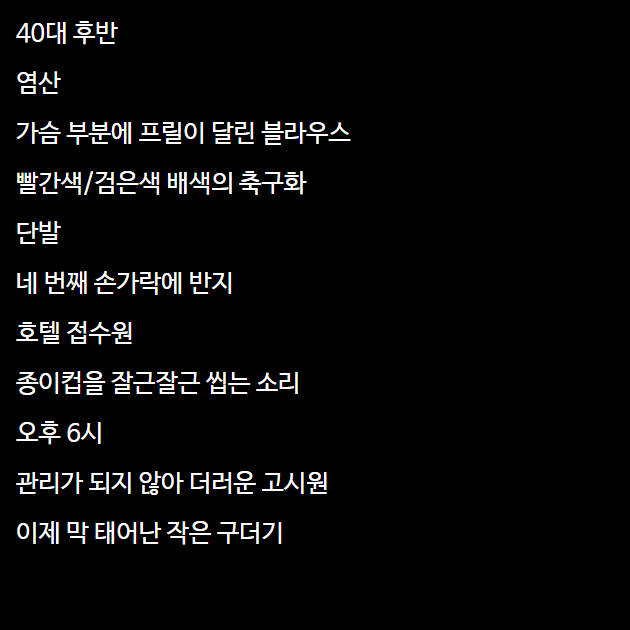 40대 후반
염산
가슴 부분에 프릴이 달린 블라우스
빨간색/검은색 배색의 축구화
단발
네 번째 손가락에 반지
호텔 접수원
종이컵을 잘근잘근 씹는 소리
오후 6시
관리가 되지 않아 더러운 고시원
이제 막 태어난 작은 구더기